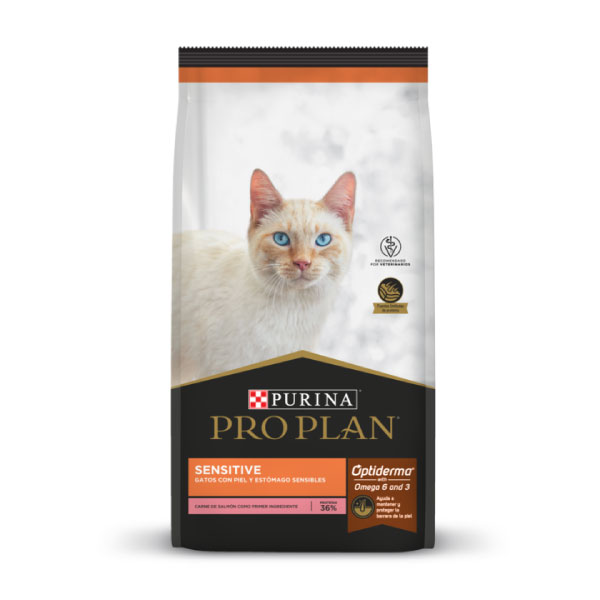 RECOMENDADO
POR VETERINARIOS
PURINA
PRO PLAN®
SENSITIVE
GATOS CON PIEL Y ESTÓMAGO SENSIBLES
CARNE DE SALMÓN COMO PRIMER INGREDIENTE
PROTEÍNA
36%
Optiderma®
with
Omega 6 and 3
Ayuda a
mantener y
proteger la
barrera de la piel